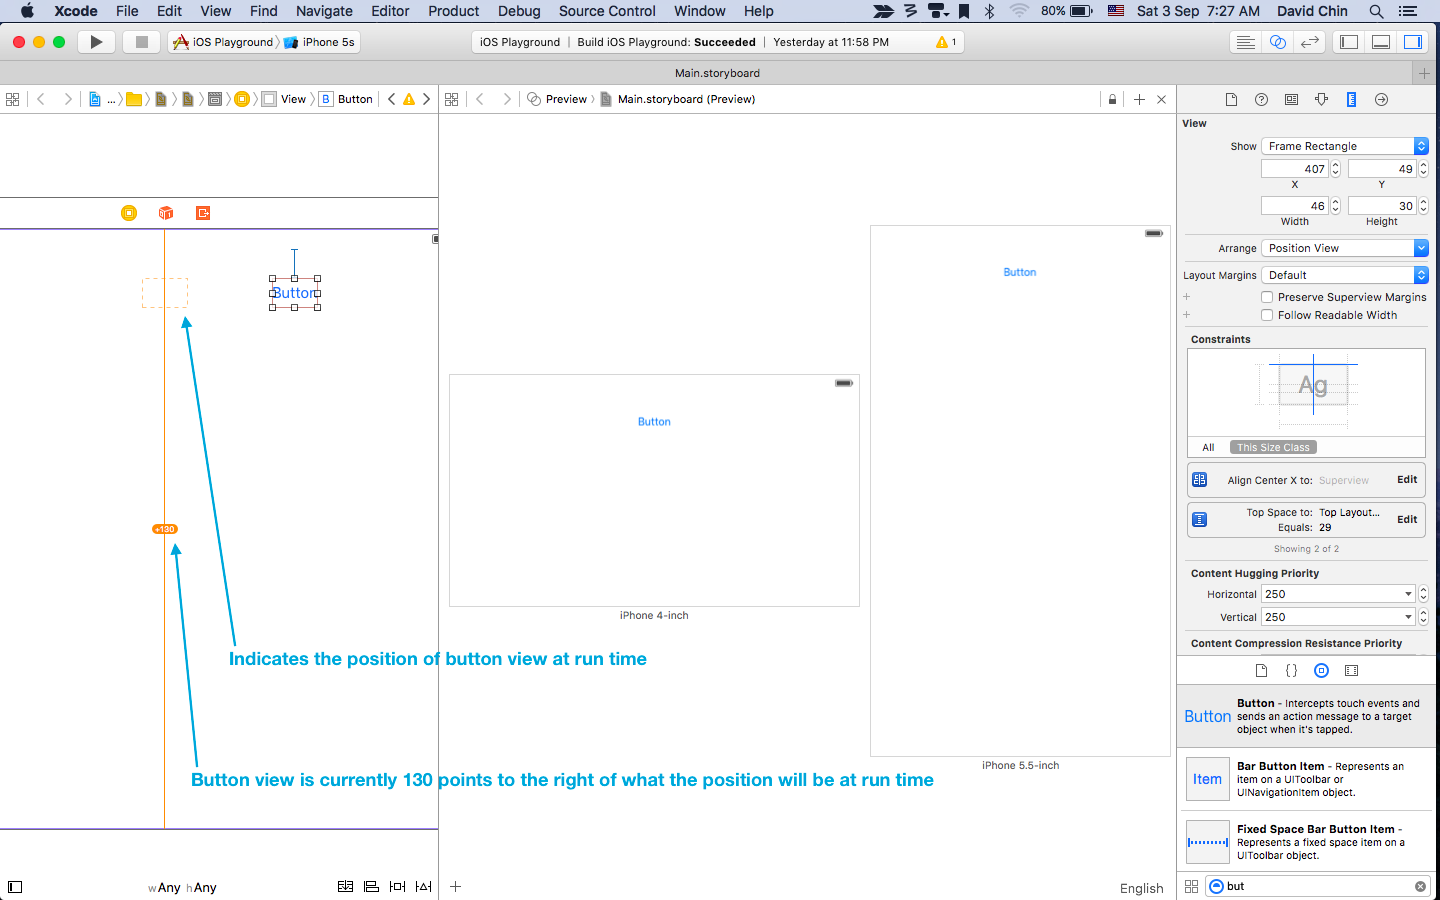 Xcode File Edit View Find Navigate Editor Product Debug Source Control Window Help 80% Sat 3 Sep 7:27 AM David Chin
iOS Playground iPhone 5s iOS Playground | Build iOS Playground: Succeeded | Yesterday at 11:58 PM 1
Main.storyboard
... View B Button Preview Main.storyboard (Preview)
View
Show Frame Rectangle
407 49
X Y
46 30
Width Height
Arrange Position View
Layout Margins Default
Preserve Superview Margins
Follow Readable Width
Constraints
Ag
All This Size Class
Align Center X to: Superview Edit
Top Space to: Top Layout...
Equals: 29
Edit
Showing 2 of 2
Content Hugging Priority
Horizontal 250
Vertical 250
Content Compression Resistance Priority
Button
Button
Button
+130
iPhone 4-inch
Indicates the position of button view at run time
iPhone 5.5-inch
Button view is currently 130 points to the right of what the position will be at run time
Button
Button - Intercepts touch events and
sends an action message to a target
object when it's tapped.
Item
Bar Button Item - Represents an
item on a UIToolbar or
UINavigationItem object.
Fixed Space Bar Button Item -
Represents a fixed space item on a
UIToolbar object.
wAny hAny
English
but